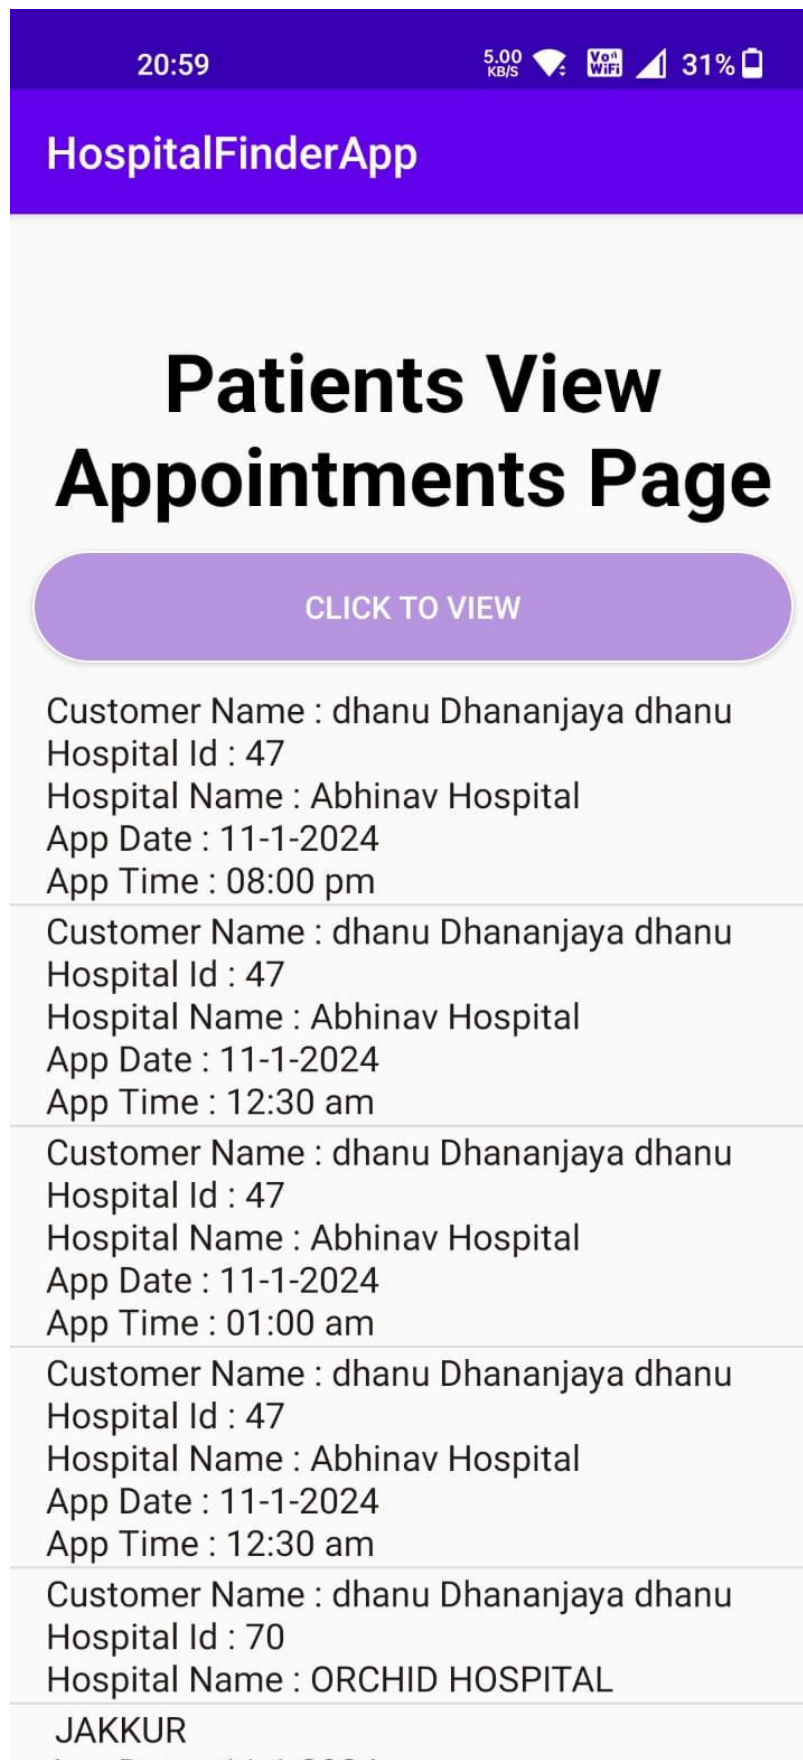 20:59
5.00 KB/S
Vo WiFi
31%
HospitalFinderApp
Patients View
Appointments Page
CLICK TO VIEW
Customer Name : dhanu Dhananjaya dhanu
Hospital Id : 47
Hospital Name : Abhinav Hospital
App Date : 11-1-2024
App Time : 08:00 pm
Customer Name : dhanu Dhananjaya dhanu
Hospital Id : 47
Hospital Name : Abhinav Hospital
App Date : 11-1-2024
App Time : 12:30 am
Customer Name : dhanu Dhananjaya dhanu
Hospital Id : 47
Hospital Name : Abhinav Hospital
App Date : 11-1-2024
App Time : 01:00 am
Customer Name : dhanu Dhananjaya dhanu
Hospital Id : 47
Hospital Name : Abhinav Hospital
App Date : 11-1-2024
App Time : 12:30 am
Customer Name : dhanu Dhananjaya dhanu
Hospital Id : 70
Hospital Name : ORCHID HOSPITAL
JAKKUR